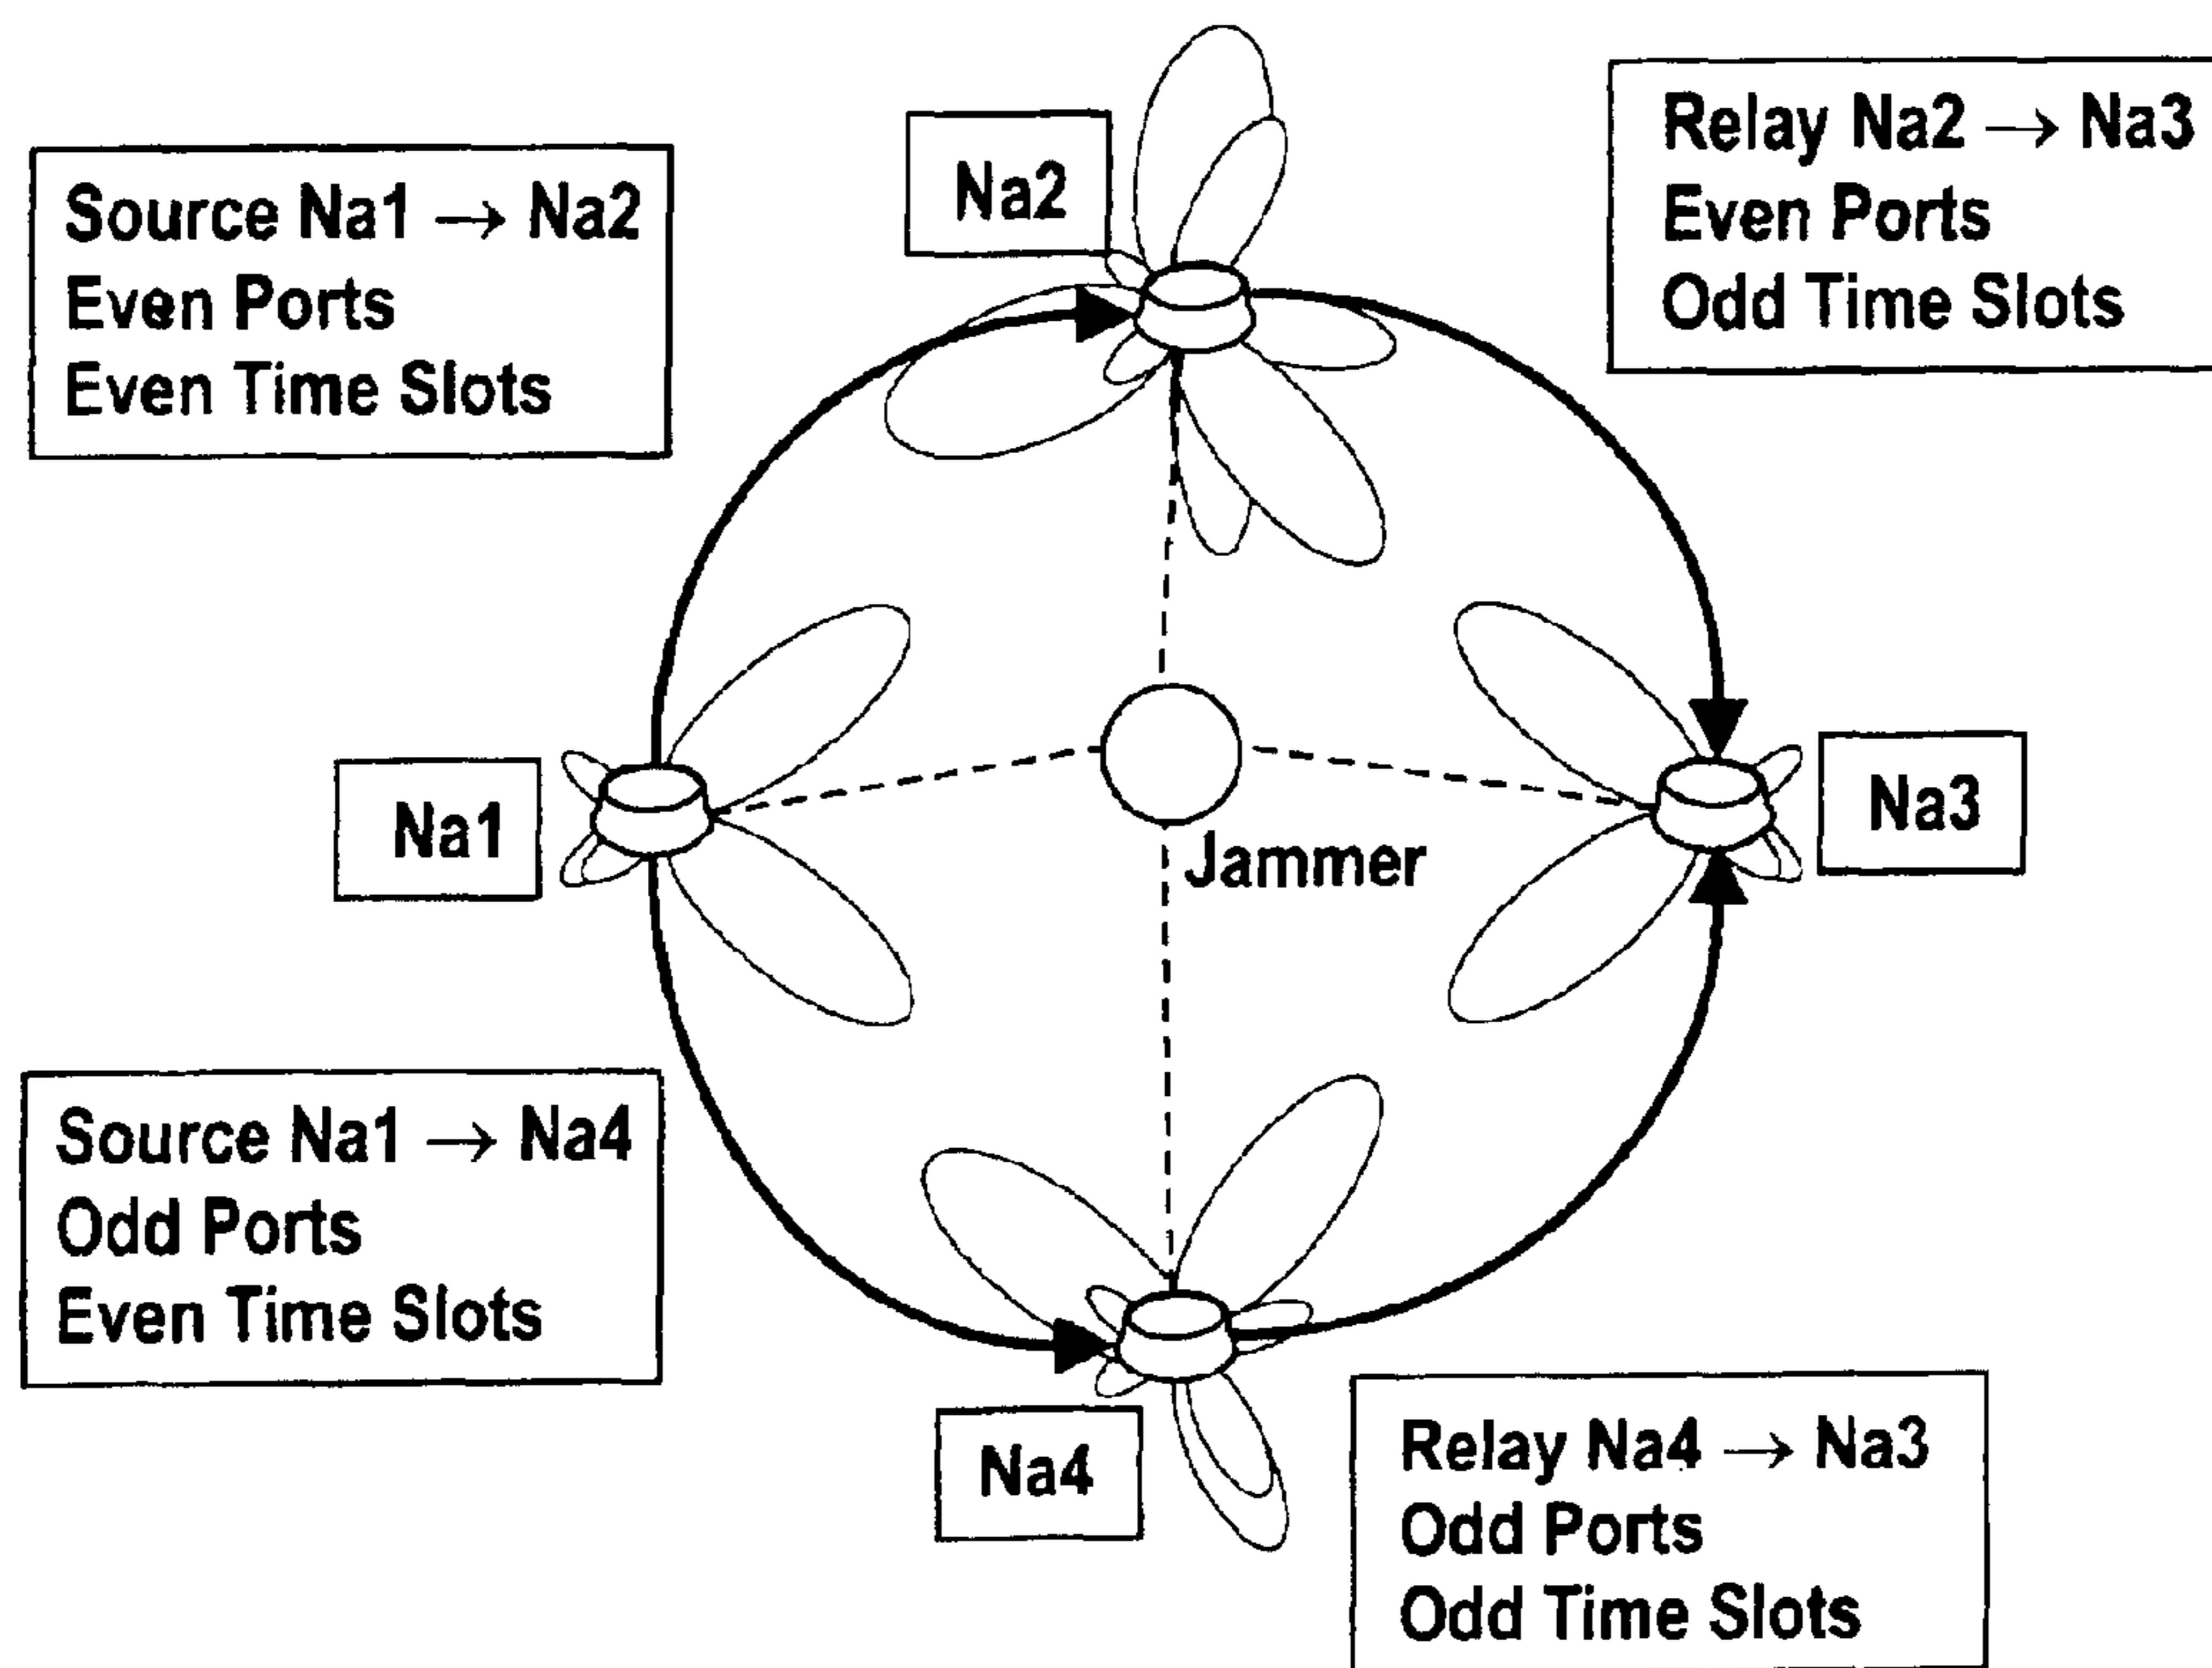 Na2
Relay Na2 → Na3
Even Ports
Odd Time Slots
Source Na1 → Na2
Even Ports
Even Time Slots
Na1
Jammer
Na3
Source Na1 → Na4
Odd Ports
Even Time Slots
Na4
Relay Na4 → Na3
Odd Ports
Odd Time Slots